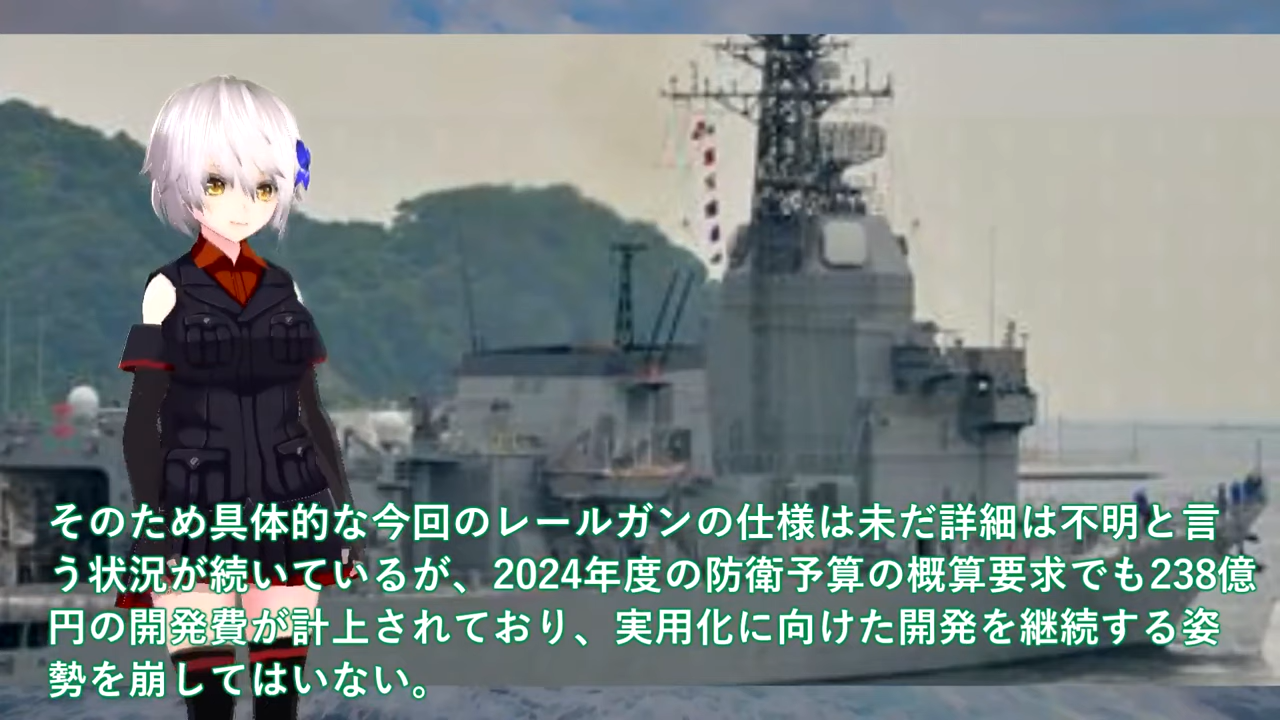 そのため具体的な今回のレールガンの仕様は未だ詳細は不明と言
う状況が続いているが、2024年度の防衛予算の概算要求でも238億
円の開発費が計上されており、実用化に向けた開発を継続する姿
勢を崩してはいない。